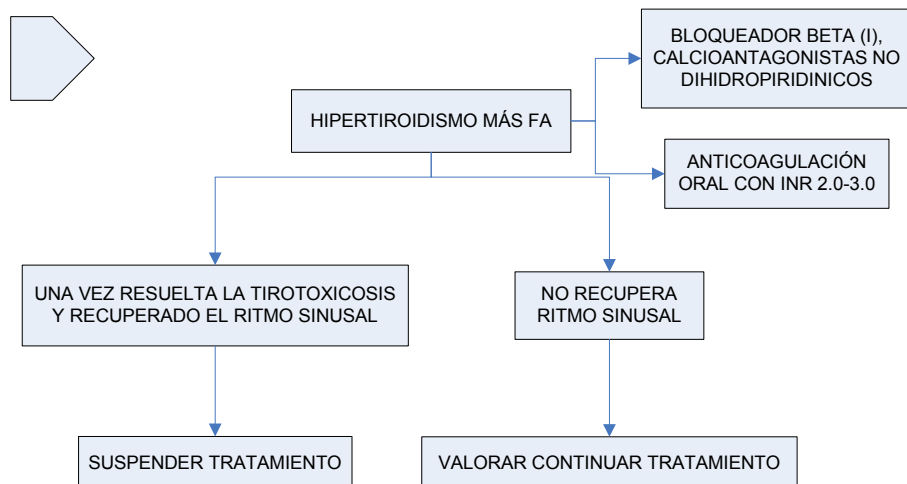 BLOQUEADOR BETA (I),
CALCIOANTAGONISTAS NO
DIHIDROPIRIDINICOS
HIPERTIROIDISMO MÁS FA
ANTICOAGULACIÓN
ORAL CON INR 2.0-3.0
UNA VEZ RESUELTA LA TIROTOXICOSIS
Y RECUPERADO EL RITMO SINUSAL
NO RECUPERA
RITMO SINUSAL
SUSPENDER TRATAMIENTO
VALORAR CONTINUAR TRATAMIENTO